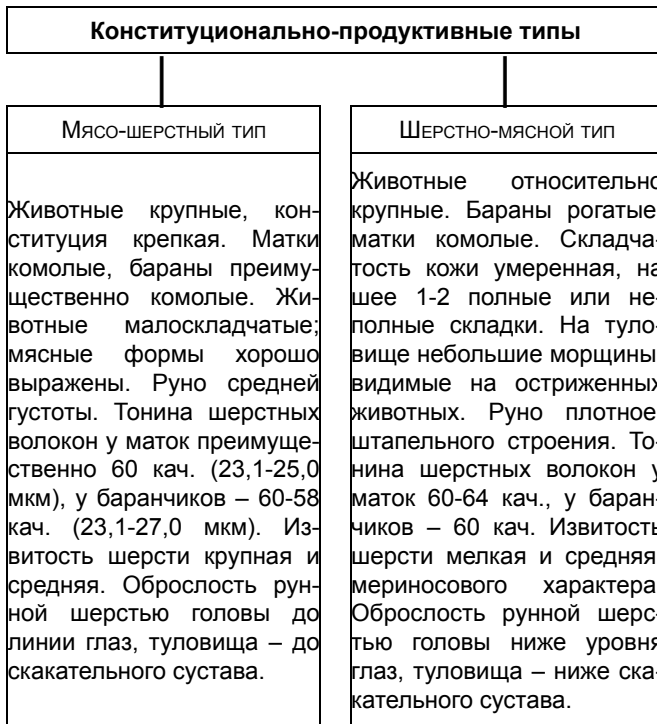 Конституционально-продуктивные типы
Мясо-шерстный тип
Животные крупные, кон-
ституция крепкая. Матки
комолые, бараны преиму-
щественно комолые. Жи-
вотные малоскладчатые;
мясные формы хорошо
выражены. Руно средней
густоты. Тонина шерстных
волокон у маток преимуще-
ственно 60 кач. (23,1-25,0
мкм), у баранчиков – 60-58
кач. (23,1-27,0 мкм). Из-
витость шерсти крупная и
средняя. Оброслость рун-
ной шерстью головы до
линии глаз, туловища – до
скакательного сустава.
Шерстно-мясной тип
Животные относительно
крупные. Бараны рогатые
матки комолые. Складча-
тость кожи умеренная, на
шее 1-2 полные или не-
полные складки. На туло-
вище небольшие морщины
видимые на остриженных
животных. Руно плотное
штапельного строения. То-
нина шерстных волокон у
маток 60-64 кач., у баран-
чиков – 60 кач. Извитость
шерсти мелкая и средняя
мериносового характера
Оброслость рунной шерс-
тью головы ниже уровня
глаз, туловища – ниже ска-
кательного сустава.